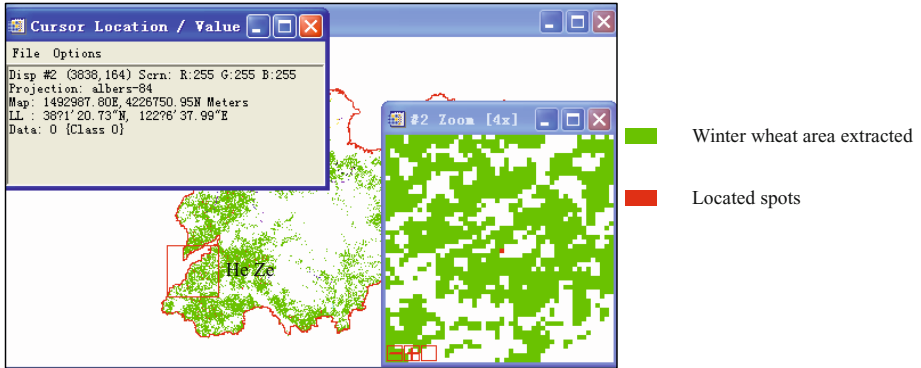 Cursor Location / Value
File Options
Disp #2 (3838,164) Scrn: R:255 G:255 B:255
Projection: albers-84
Map: 1492987.80E,4226750.95N Meters
LL : 38?1'20.73"N, 122?6'37.99"E
Data: 0 {Class 0}
#2 Zoom [4x]
He Ze
Winter wheat area extracted
Located spots